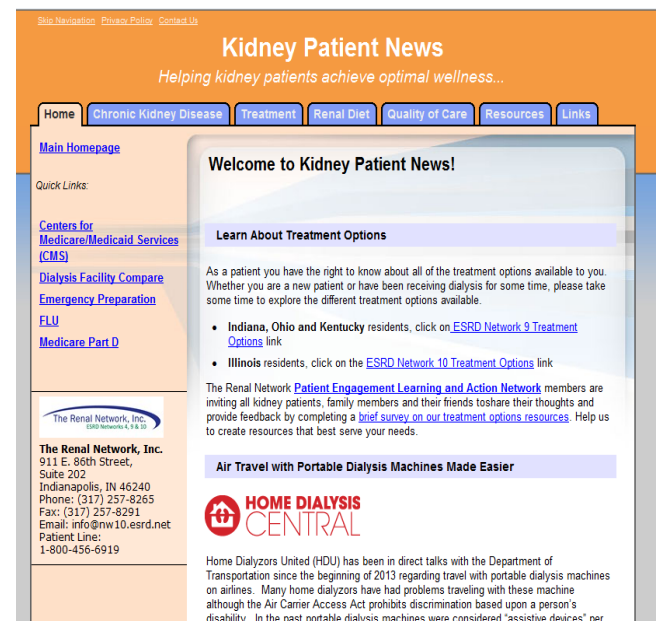 Skip Navigation Privacy Policy Contact Us
Kidney Patient News
Helping kidney patients achieve optimal wellness...
Home Chronic Kidney Disease Treatment Renal Diet Quality of Care Resources Links
Main Homepage
Quick Links:
Centers for
Medicare/Medicaid Services
(CMS)
Dialysis Facility Compare
Emergency Preparation
FLU
Medicare Part D
The Renal Network, Inc.
ESRD Networks 4, 9 & 10
The Renal Network, Inc.
911 E. 86th Street,
Suite 202
Indianapolis, IN 46240
Phone: (317) 257-8265
Fax: (317) 257-8291
Email: info@nw10.esrd.net
Patient Line:
1-800-456-6919
Welcome to Kidney Patient News!
Learn About Treatment Options
As a patient you have the right to know about all of the treatment options available to you.
Whether you are a new patient or have been receiving dialysis for some time, please take
some time to explore the different treatment options available.
• Indiana, Ohio and Kentucky residents, click on ESRD Network 9 Treatment
Options link
• Illinois residents, click on the ESRD Network 10 Treatment Options link
The Renal Network Patient Engagement Learning and Action Network members are
inviting all kidney patients, family members and their friends toshare their thoughts and
provide feedback by completing a brief survey on our treatment options resources. Help us
to create resources that best serve your needs.
Air Travel with Portable Dialysis Machines Made Easier
HOME DIALYSIS
CENTRAL
Home Dialyzors United (HDU) has been in direct talks with the Department of
Transportation since the beginning of 2013 regarding travel with portable dialysis machines
on airlines. Many home dialyzors have had problems traveling with these machine
although the Air Carrier Access Act prohibits discrimination based upon a person's
disability. In the past portable dialysis machines were considered "assistive devices" per